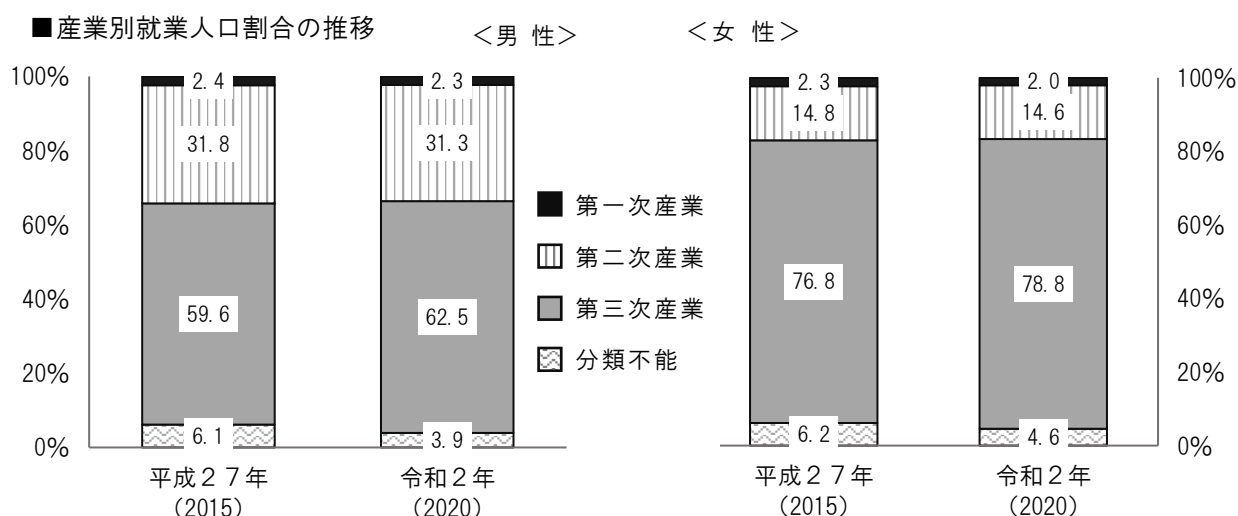 ■産業別就業人口割合の推移
＜男 性＞
＜女 性＞
100%
80%
60%
40%
20%
0%
2.4
31.8
59.6
6.1
2.3
31.3
62.5
3.9
平成２７年
(2015)
令和２年
(2020)
第一次産業
第二次産業
第三次産業
分類不能
2.3
14.8
76.8
6.2
2.0
14.6
78.8
4.6
平成２７年
(2015)
令和２年
(2020)
100%
80%
60%
40%
20%
0%